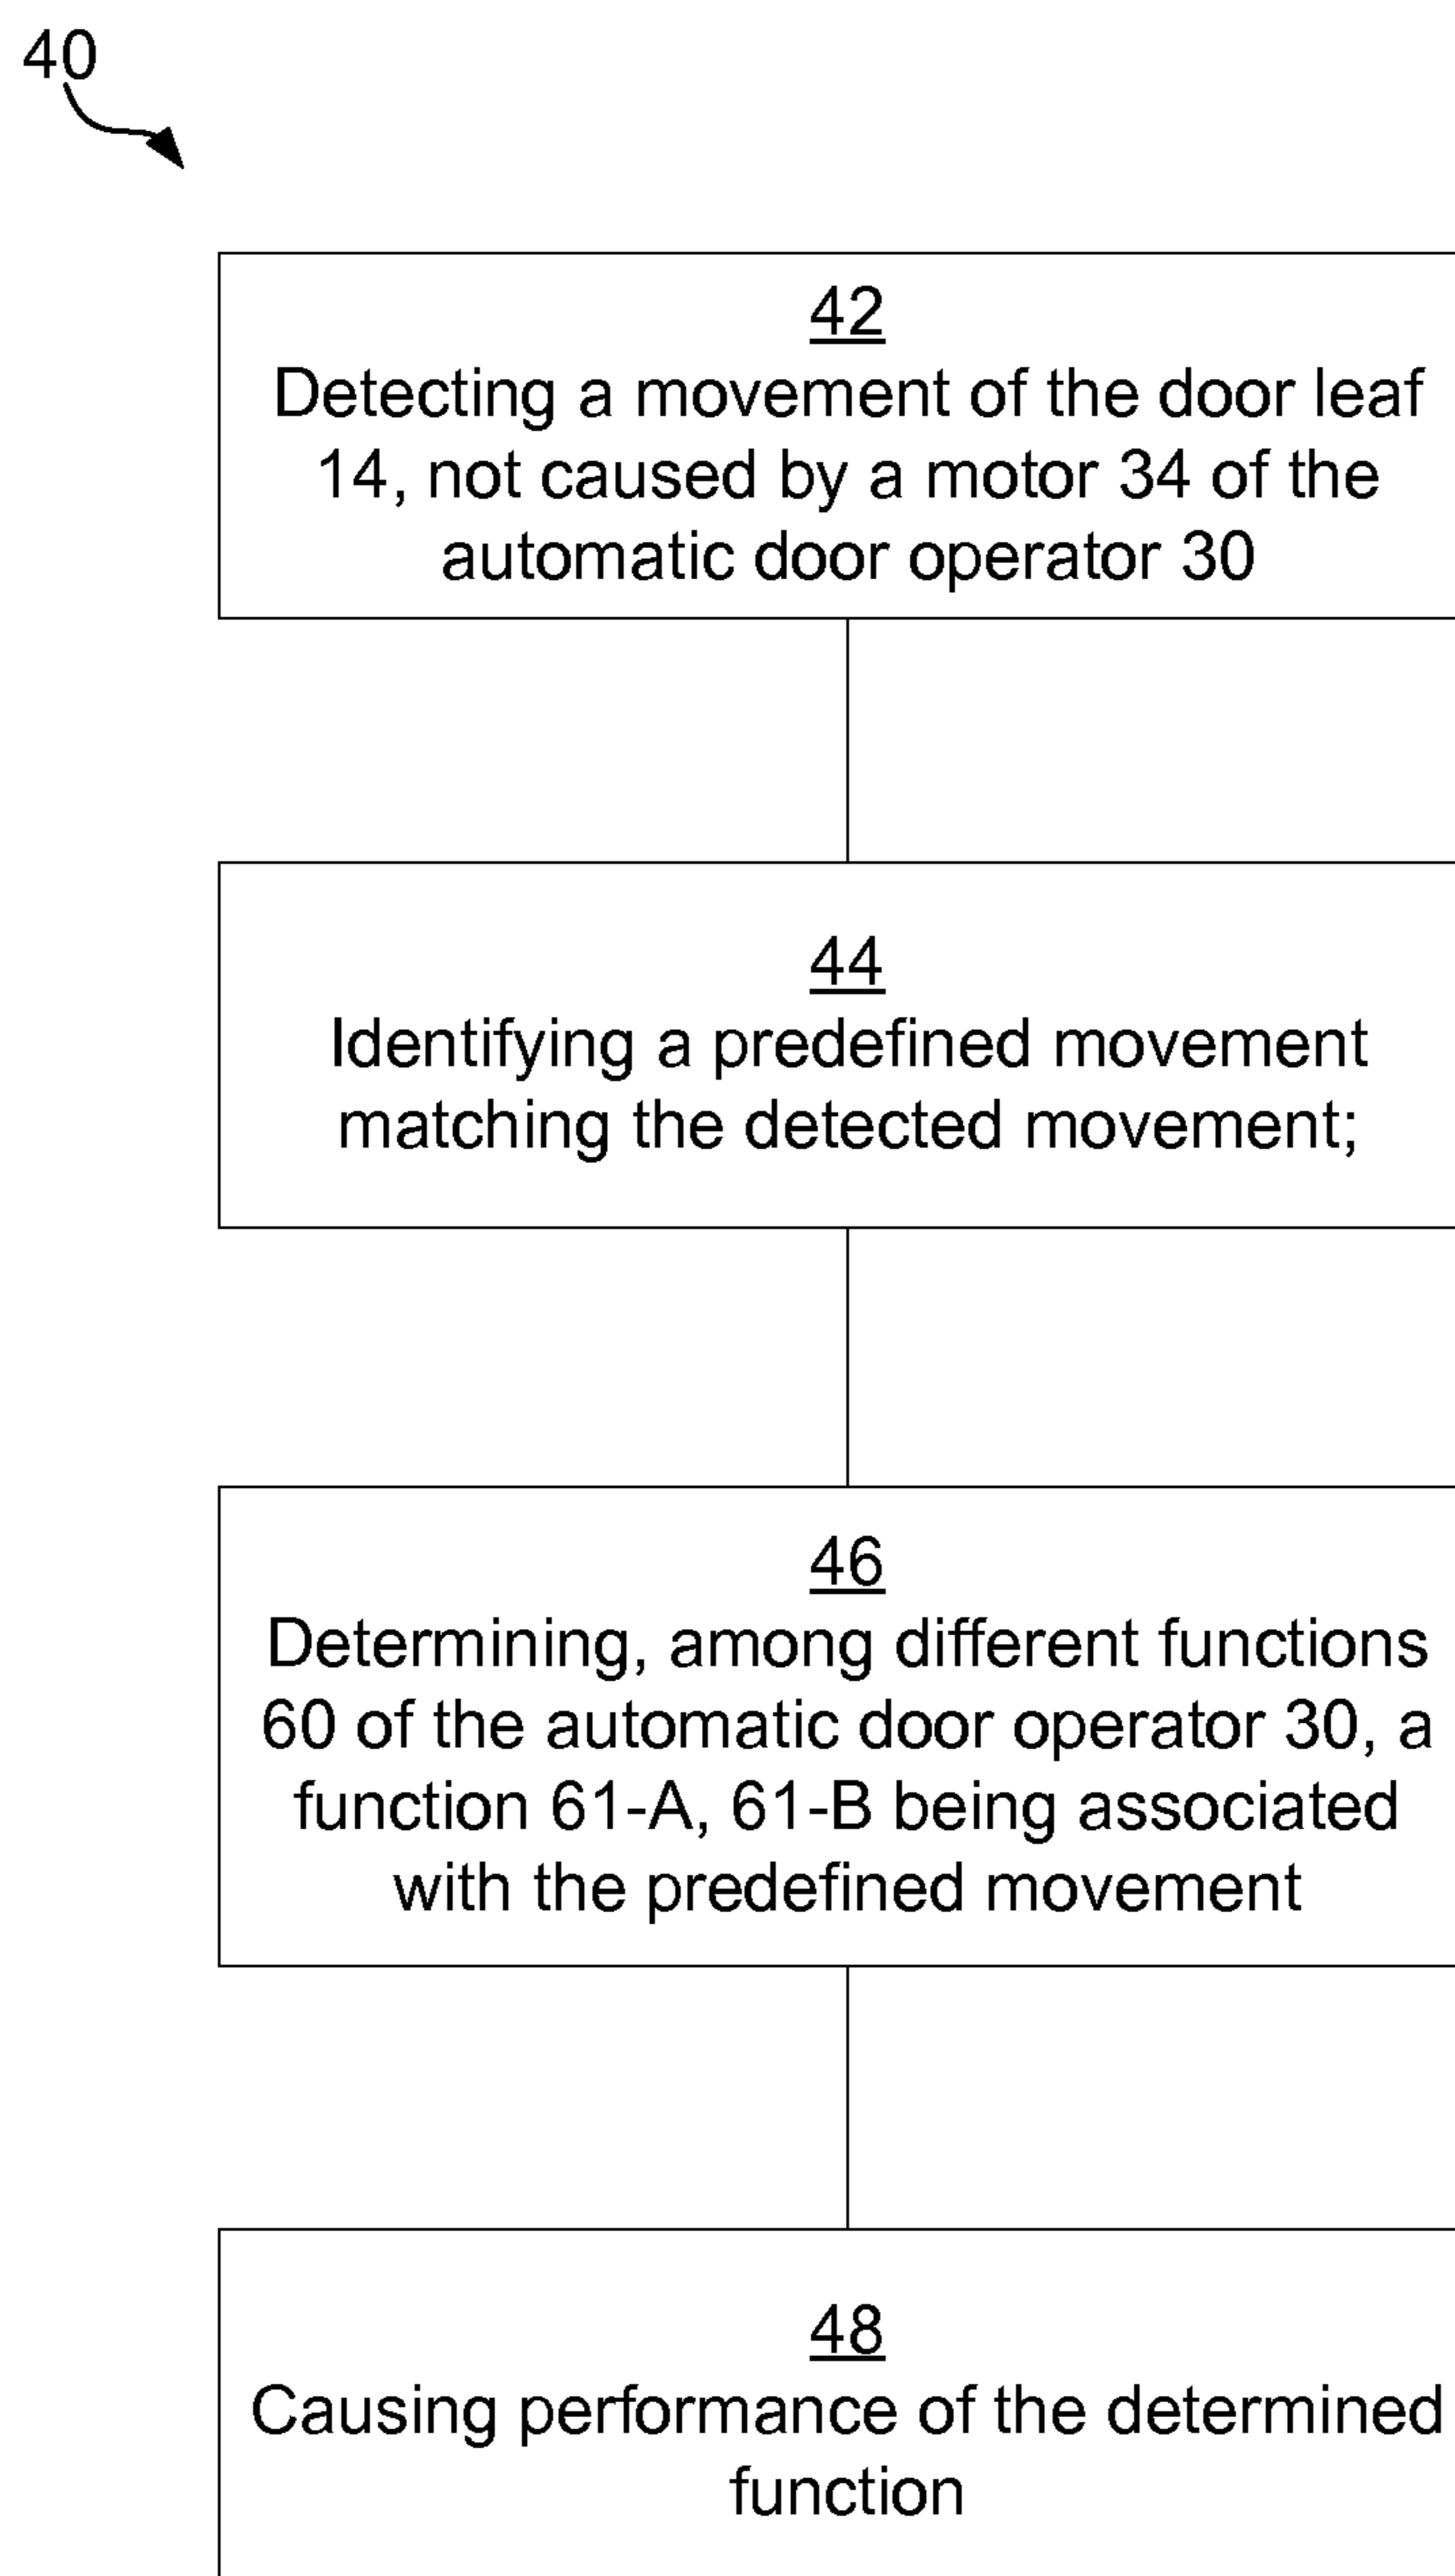 40
42
Detecting a movement of the door leaf
14, not caused by a motor 34 of the
automatic door operator 30
44
Identifying a predefined movement
matching the detected movement;
46
Determining, among different functions
60 of the automatic door operator 30, a
function 61-A, 61-B being associated
with the predefined movement
48
Causing performance of the determined
function